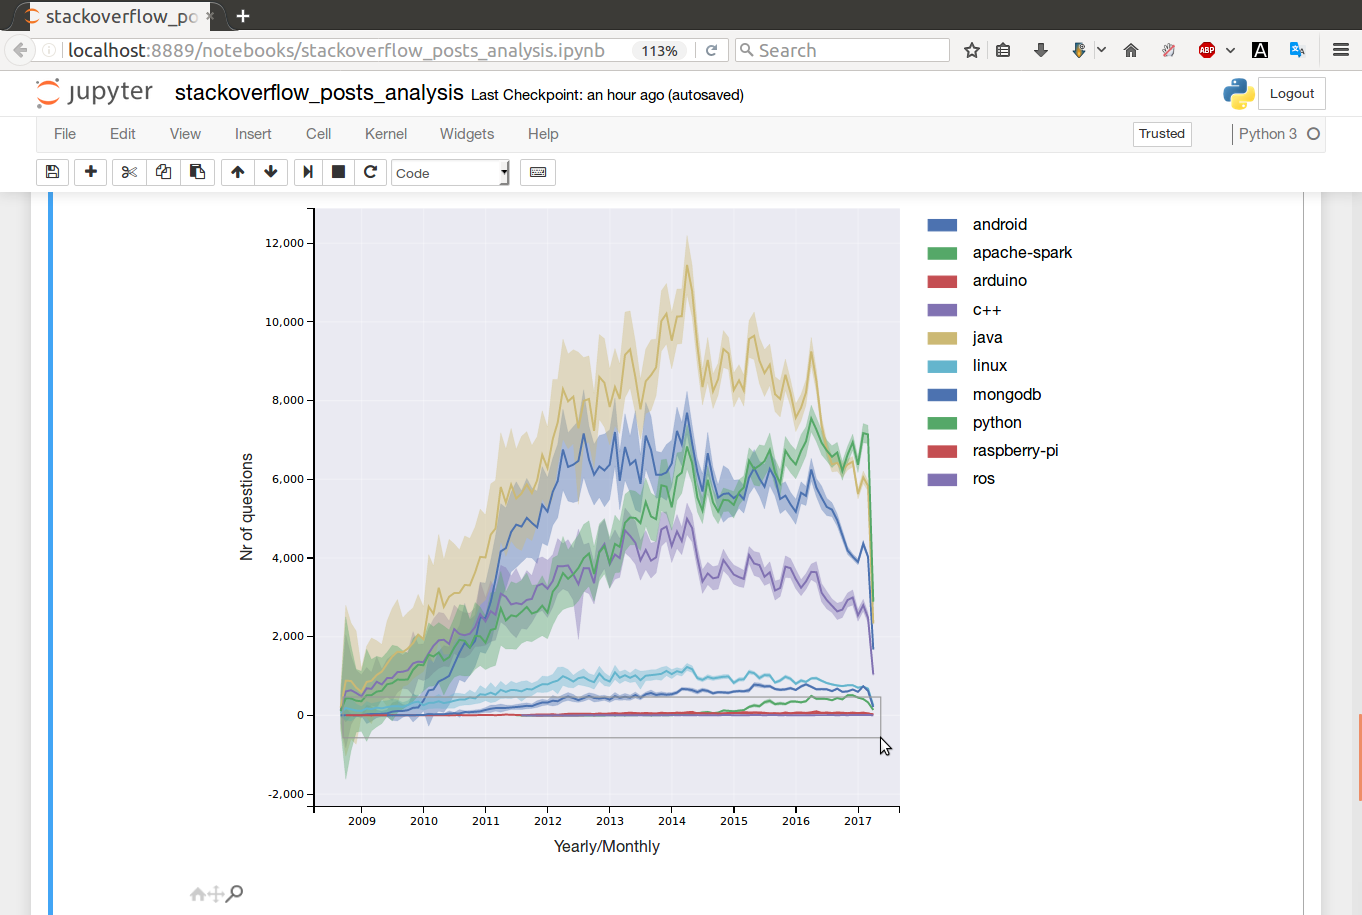 stackoverflow_po
localhost:8889/notebooks/stackoverflow_posts_analysis.ipynb 113% Search ABP A
jupyter stackoverflow_posts_analysis Last Checkpoint: an hour ago (autosaved) Logout
File Edit View Insert Cell Kernel Widgets Help Trusted Python 3
Code
12,000
10,000
8,000
6,000
4,000
2,000
0
-2,000
Nr of questions
2009 2010 2011 2012 2013 2014 2015 2016 2017
Yearly/Monthly
android
apache-spark
arduino
c++
java
linux
mongodb
python
raspberry-pi
ros